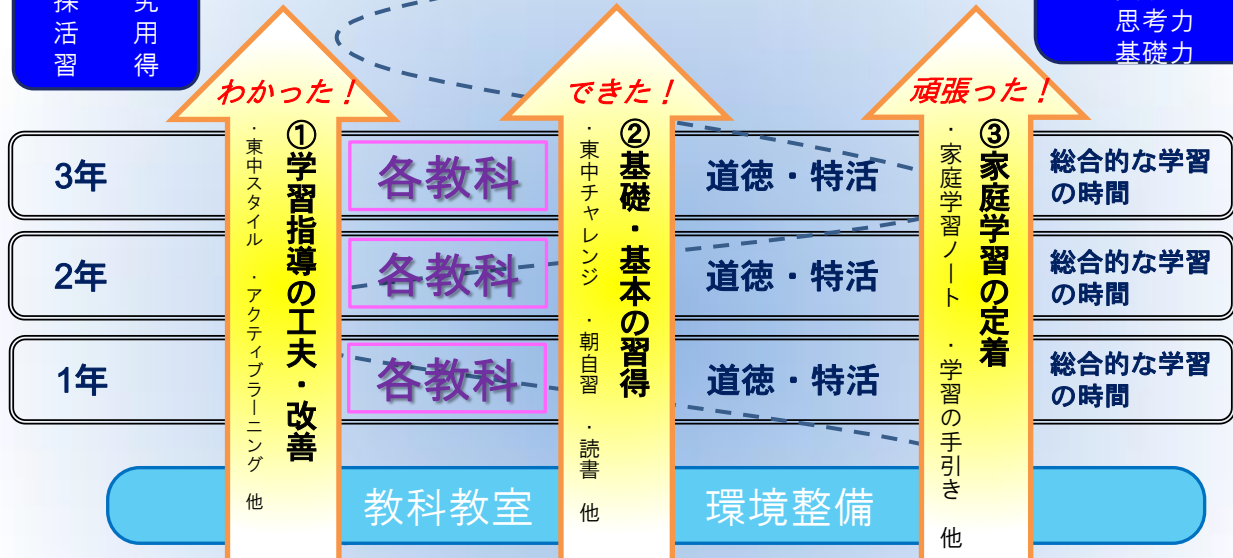 探　究
活　用
習　得
思考力
基礎力
わかった！
できた！
頑張った！
①学習指導の工夫・改善
・東中スタイル　・アクティブラーニング　他
②基礎・基本の習得
・東中チャレンジ　・朝自習　・読書　他
③家庭学習の定着
・家庭学習ノート　・学習の手引き　他
3年
各教科
道徳・特活
総合的な学習
の時間
2年
各教科
道徳・特活
総合的な学習
の時間
1年
各教科
道徳・特活
総合的な学習
の時間
教科教室
環境整備